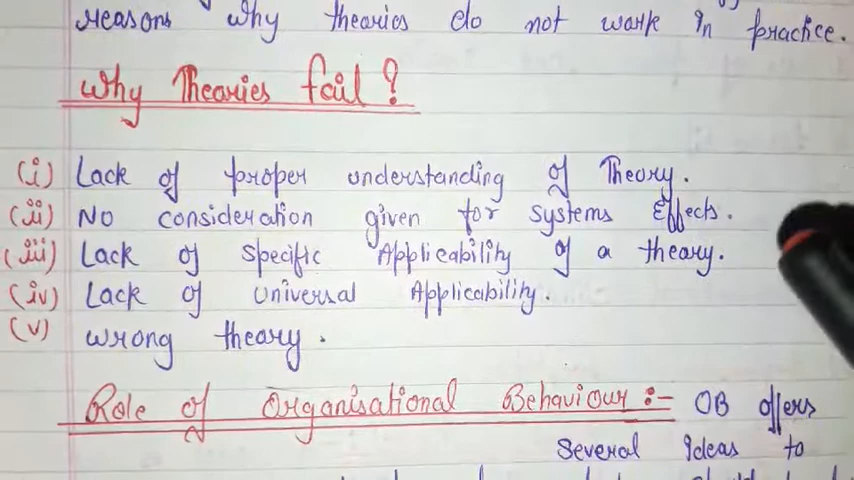 reasons why theories do not work in practice.
Why Theories fail?
(i) Lack of proper understanding of Theory.
(ii) No consideration given for systems Effects.
(iii) Lack of specific Applicability of a theory.
(iv) Lack of Universal Applicability.
(v) wrong theory.
Role of Organisational Behaviour :- OB offers
several ideas to